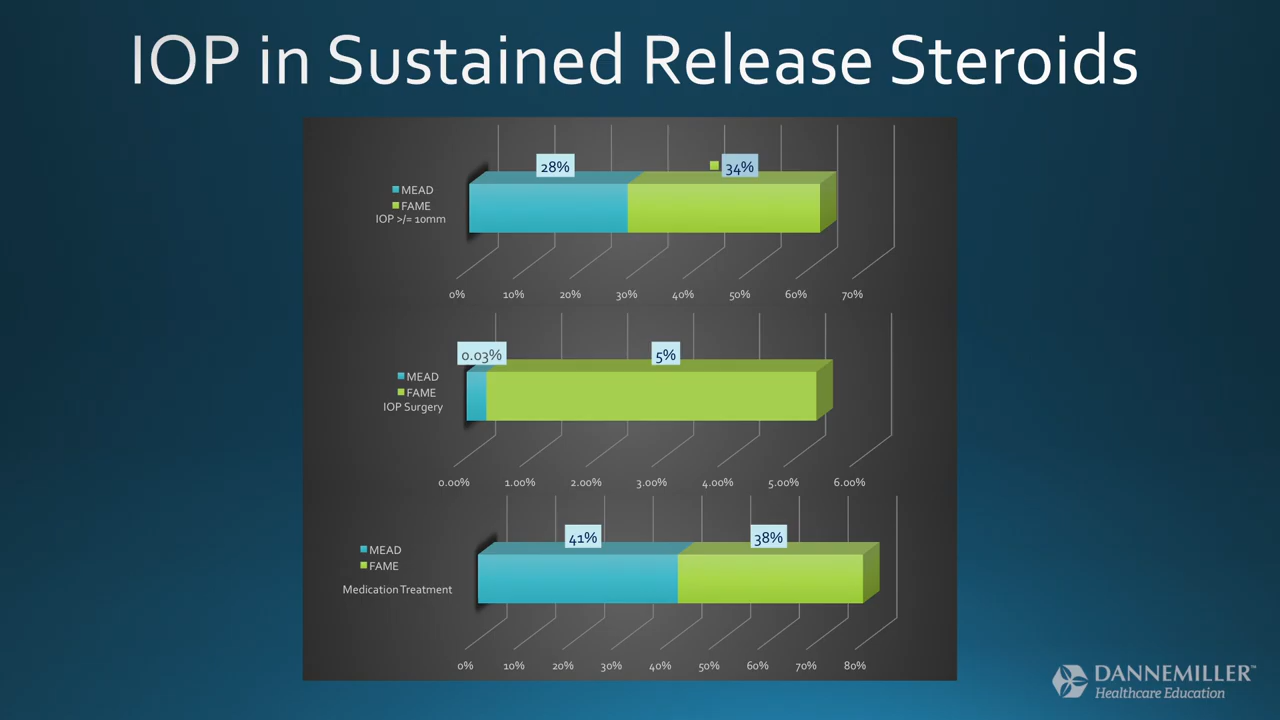 IOP in Sustained Release Steroids
28%
34%
MEAD
FAME
IOP >/= 10mm
0% 10% 20% 30% 40% 50% 60% 70%
0.03%
5%
MEAD
FAME
IOP Surgery
0.00% 1.00% 2.00% 3.00% 4.00% 5.00% 6.00%
41%
38%
MEAD
FAME
Medication Treatment
0% 10% 20% 30% 40% 50% 60% 70% 80%
DANNEMILLER™
Healthcare Education